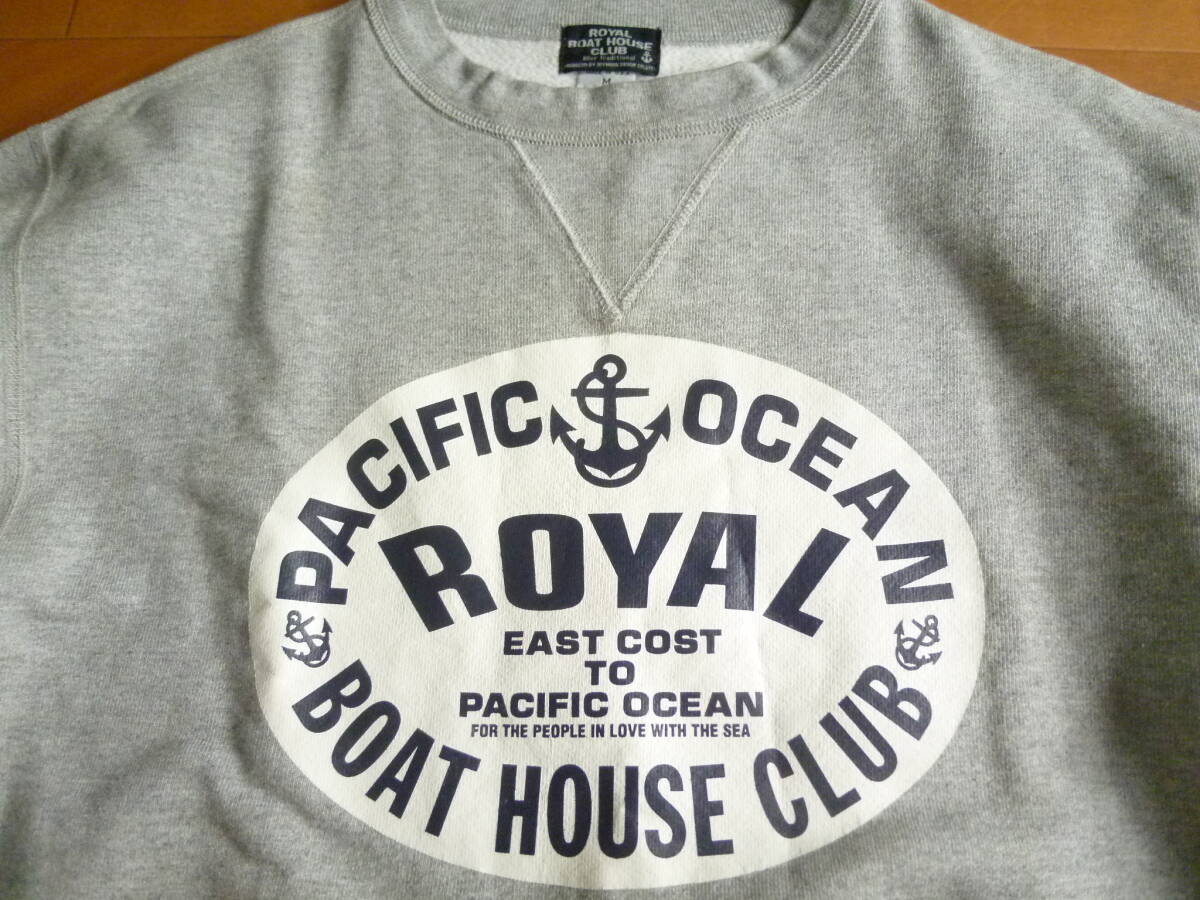 ROYAL
BOAT HOUSE
CLUB
M
PACIFIC OCEAN
ROYAL
EAST COST
TO
PACIFIC OCEAN
FOR THE PEOPLE IN LOVE WITH THE SEA
BOAT HOUSE CLUB